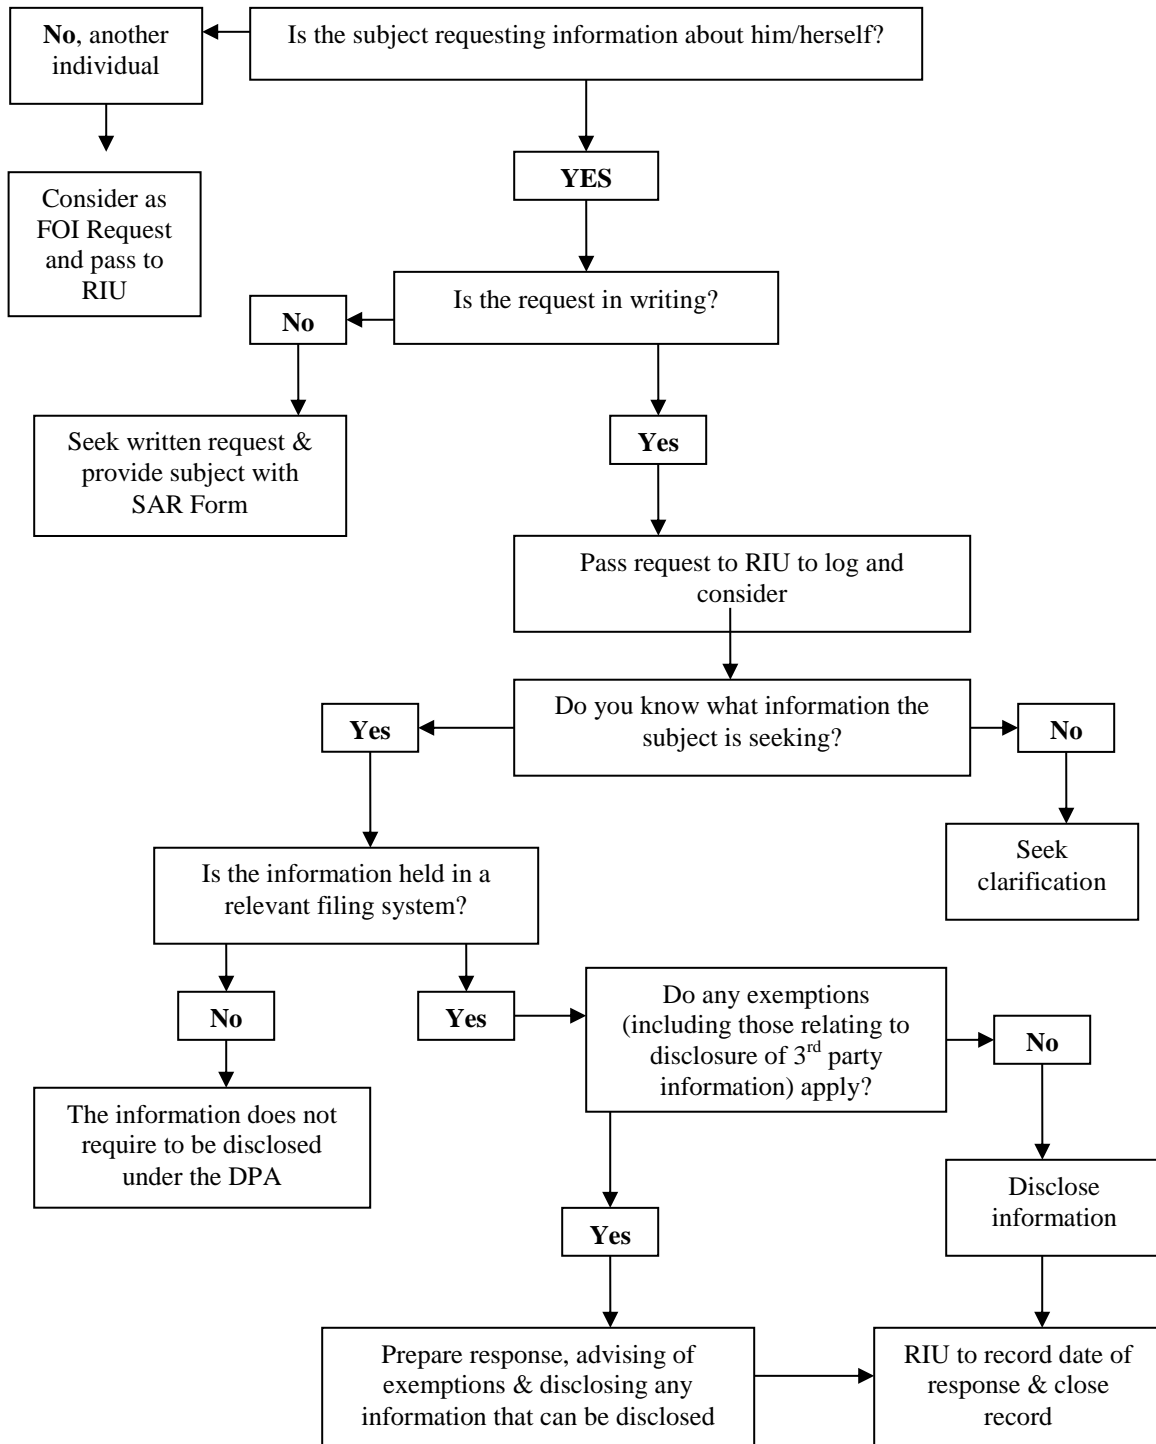 No, another
individual
Is the subject requesting information about him/herself?
YES
Consider as
FOI Request
and pass to
RIU
Is the request in writing?
No
Seek written request &
provide subject with
SAR Form
Yes
Pass request to RIU to log and
consider
Do you know what information the
subject is seeking?
Yes
No
Seek
clarification
Is the information held in a
relevant filing system?
No
Yes
The information does not
require to be disclosed
under the DPA
Do any exemptions
(including those relating to
disclosure of 3rd party
information) apply?
No
Disclose
information
Yes
Prepare response, advising of
exemptions & disclosing any
information that can be disclosed
RIU to record date of
response & close
record